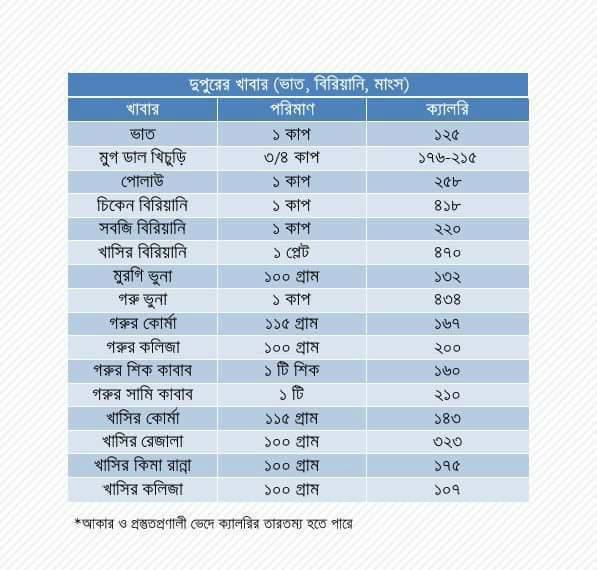 দুপুরের খাবার (ভাত, বিরিয়ানি, মাংস)
খাবার পরিমাণ ক্যালরি
ভাত ১ কাপ ১২৫
মুগ ডাল খিচুড়ি ৩/৪ কাপ ১৭৬-২১৫
পোলাউ ১ কাপ ২৫৮
চিকেন বিরিয়ানি ১ কাপ ৪১৮
সবজি বিরিয়ানি ১ কাপ ২২০
খাসির বিরিয়ানি ১ প্লেট ৪৭০
মুরগি ভুনা ১০০ গ্রাম ১৩২
গরু ভুনা ১ কাপ ৪৩৪
গরুর কোর্মা ১১৫ গ্রাম ১৬৭
গরুর কলিজা ১০০ গ্রাম ২০০
গরুর শিক কাবাব ১ টি শিক ১৬০
গরুর সামি কাবাব ১ টি ২১০
খাসির কোর্মা ১১৫ গ্রাম ১৪৩
খাসির রেজালা ১০০ গ্রাম ৩২৩
খাসির কিমা রান্না ১০০ গ্রাম ১৭৫
খাসির কলিজা ১০০ গ্রাম ১০৭
*আকার ও প্রস্তুতপ্রণালী ভেদে ক্যালরির তারতম্য হতে পারে